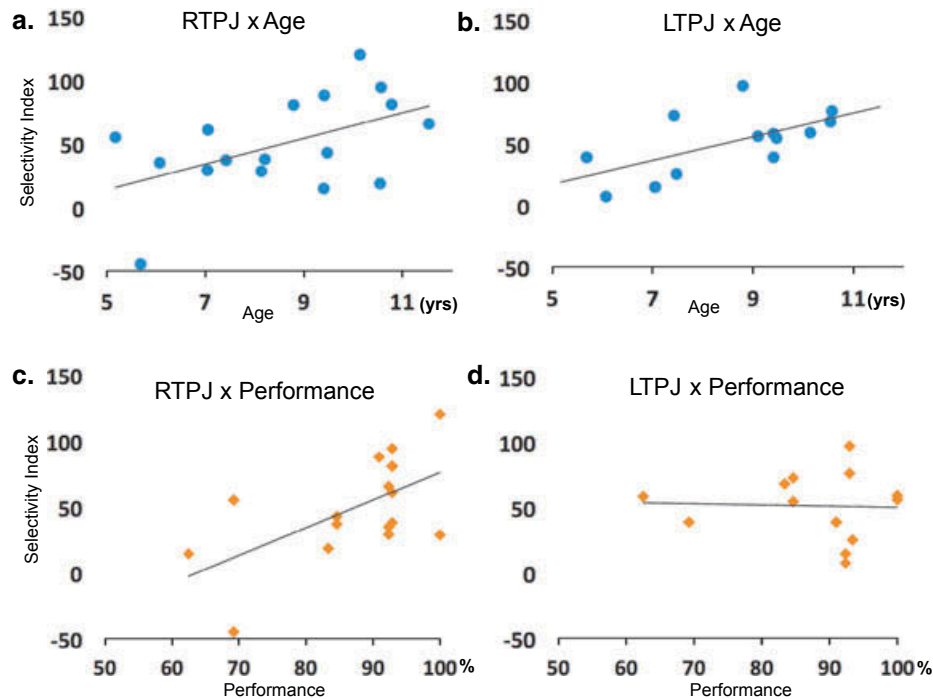 a.
RTPJ x Age
150
100
50
0
-50
Selectivity Index
5 7 9 11 (yrs)
Age
b.
LTPJ x Age
150
100
50
0
-50
5 7 9 11 (yrs)
Age
c.
RTPJ x Performance
150
100
50
0
-50
Selectivity Index
50 60 70 80 90 100 %
Performance
d.
LTPJ x Performance
150
100
50
0
-50
50 60 70 80 90 100 %
Performance